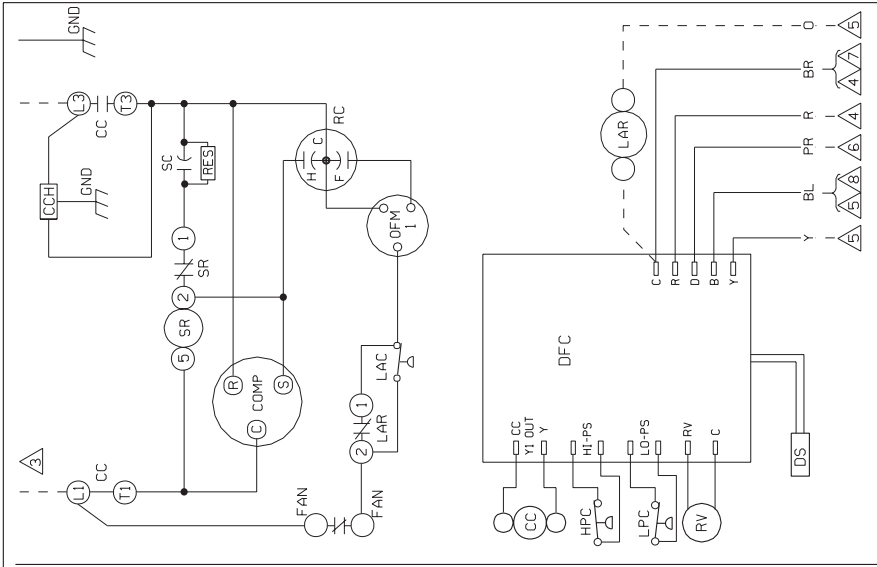 GND
L3
CC
T3
CCH
GND
SC
RES
1
SR
2
SR
5
R
COMP
S
C
H
C
F
RC
OFM
1
LAC
1
LAR
2
3
L1
CC
T1
FAN
FAN
O
5
BR
4
7
R
4
PR
6
BL
5
8
Y
5
LAR
C
R
D
B
Y
DFC
CC
Y1 OUT
Y
HI-PS
LO-PS
RV
C
CC
HPC
LPC
RV
DS